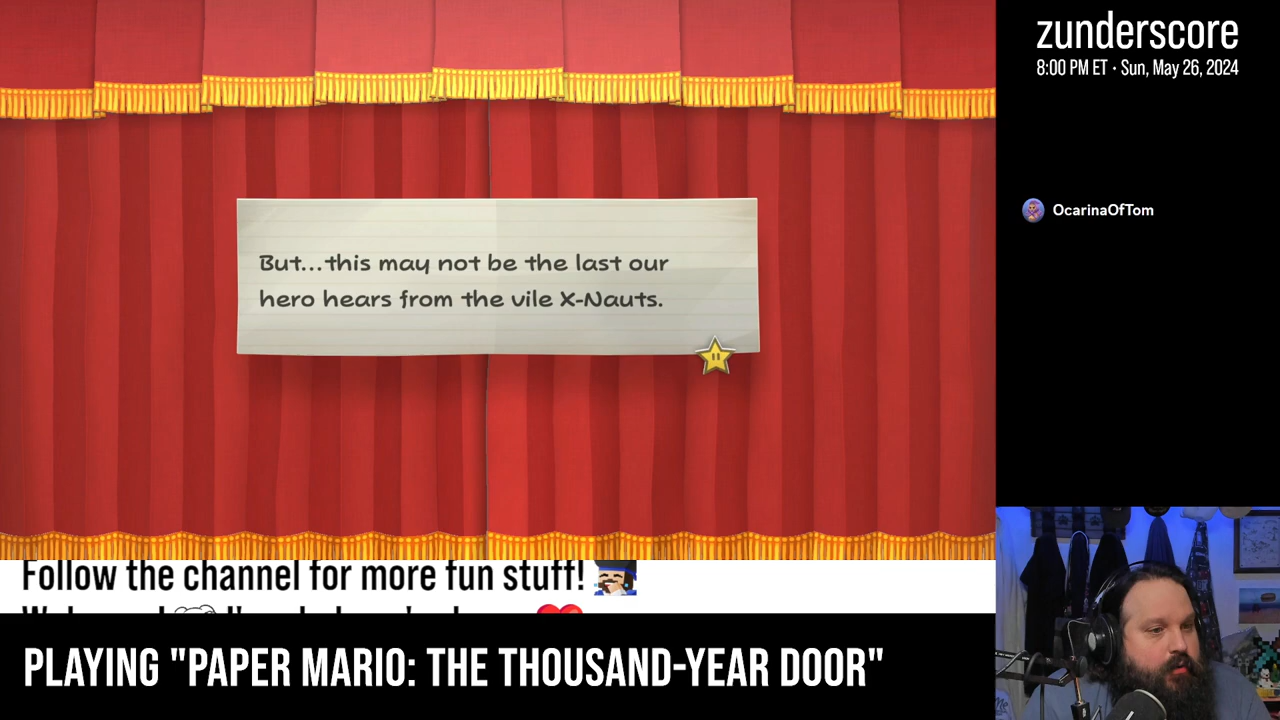 zunderscore
8:00 PM ET · Sun, May 26, 2024
OcarinaOfTom
But...this may not be the last our
hero hears from the vile X-Nauts.
Follow the channel for more fun stuff!
PLAYING "PAPER MARIO: THE THOUSAND-YEAR DOOR"